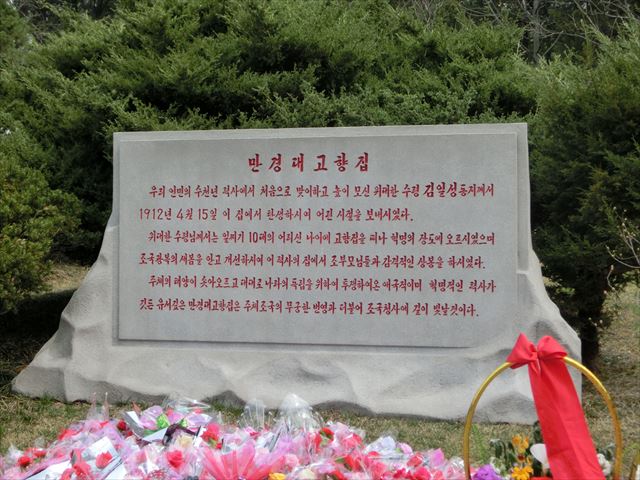 만경대고향집
우리 인민의 수천년 력사에서 처음으로 맞이하고 높이 모신 위대한 수령 김일성동지께서
1912년 4월 15일 이 집에서 탄생하시여 어린 시절을 보내시였다.
위대한 수령님께서는 일찌기 10대의 어리신 나이에 고향집을 떠나 혁명의 장도에 오르시였으며
조국광복의 새봄을 안고 개선하시여 이 력사의 집에서 조부모님들과 감격적인 상봉을 하시였다.
주체의 태양이 솟아오르고 대대로 나라의 독립을 위하여 투쟁하여온 애국적이며 혁명적인 력사가
깃든 유서깊은 만경대고향집은 주체조국의 무궁한 번영과 더불어 조국청사에 길이 빛날것이다.